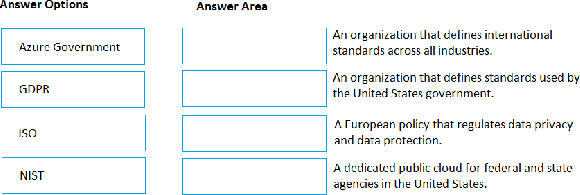 Answer Options
Answer Area
Azure Government
An organization that defines international
standards across all industries.
GDPR
An organization that defines standards used by
the United States government.
ISO
A European policy that regulates data privacy
and data protection.
NIST
A dedicated public cloud for federal and state
agencies in the United States.